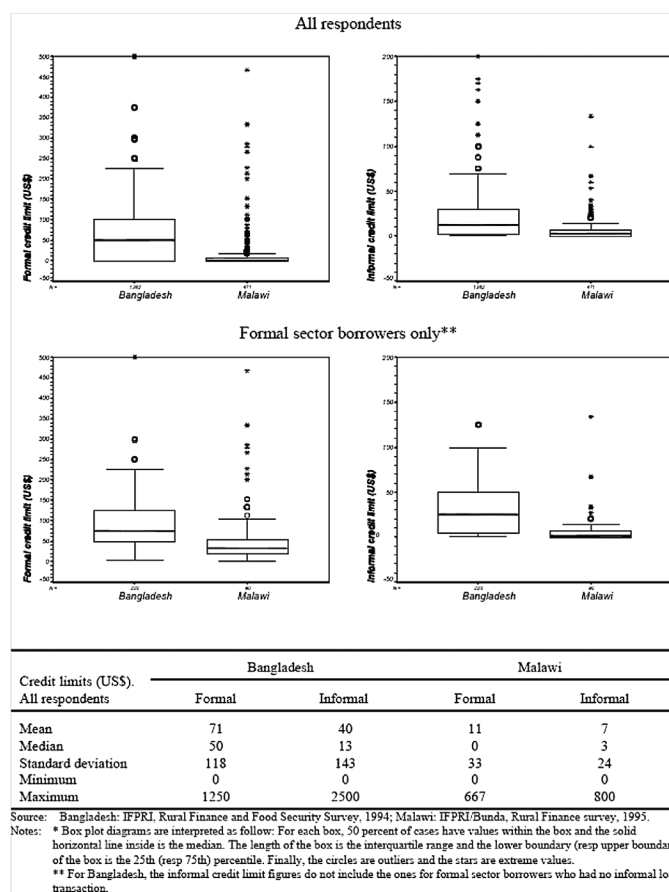 All respondents
500
450
400
350
300
250
200
150
100
50
0
-50
Formal credit limit (US$)
N =
Bangladesh
Malawi
200
150
100
50
0
-50
Informal credit limit (US$)
N =
Bangladesh
Malawi
Formal sector borrowers only**
500
450
400
350
300
250
200
150
100
50
0
-50
Formal credit limit (US$)
N =
Bangladesh
Malawi
200
150
100
50
0
-50
Informal credit limit (US$)
N =
Bangladesh
Malawi
Credit limits (US$). Bangladesh Malawi
All respondents Formal Informal Formal Informal
Mean 71 40 11 7
Median 50 13 0 3
Standard deviation 118 143 33 24
Minimum 0 0 0 0
Maximum 1250 2500 667 800
Source: Bangladesh: IFPRI, Rural Finance and Food Security Survey, 1994; Malawi: IFPRI/Bunda, Rural Finance survey, 1995.
Notes: * Box plot diagrams are interpreted as follow: For each box, 50 percent of cases have values within the box and the solid
horizontal line inside is the median. The length of the box is the interquartile range and the lower boundary (resp upper
of the box is the 25th (resp 75th) percentile. Finally, the circles are outliers and the stars are extreme values.
** For Bangladesh, the informal credit limit figures do not include the ones for formal sector borrowers who had no informal
transaction.